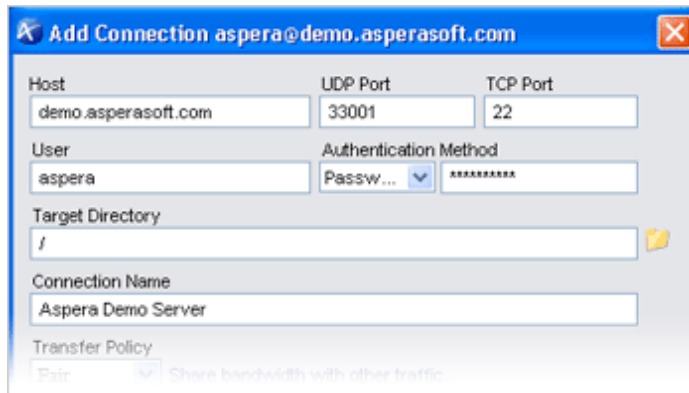 Add Connection aspera@demo.asperasoft.com
Host UDP Port TCP Port
demo.asperasoft.com 33001 22
User Authentication Method
aspera Passw... **********
Target Directory
/
Connection Name
Aspera Demo Server
Transfer Policy
Fair Share bandwidth with other traffic